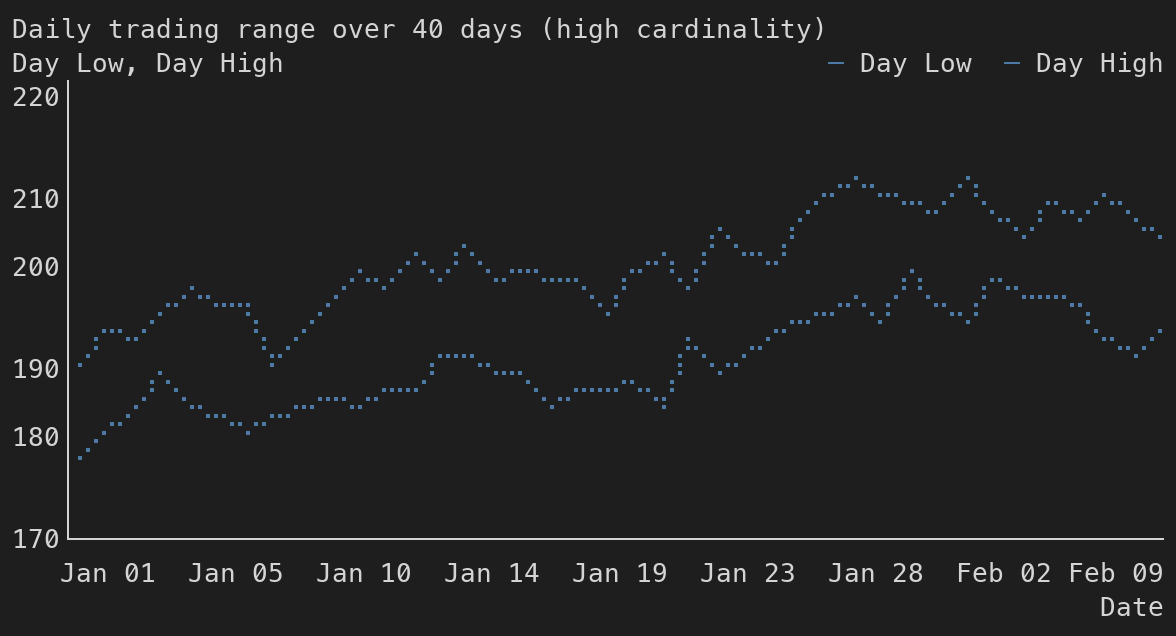 Daily trading range over 40 days (high cardinality)
Day Low, Day High — Day Low — Day High
220
210
200
190
180
170
Jan 01 Jan 05 Jan 10 Jan 14 Jan 19 Jan 23 Jan 28 Feb 02 Feb 09
Date